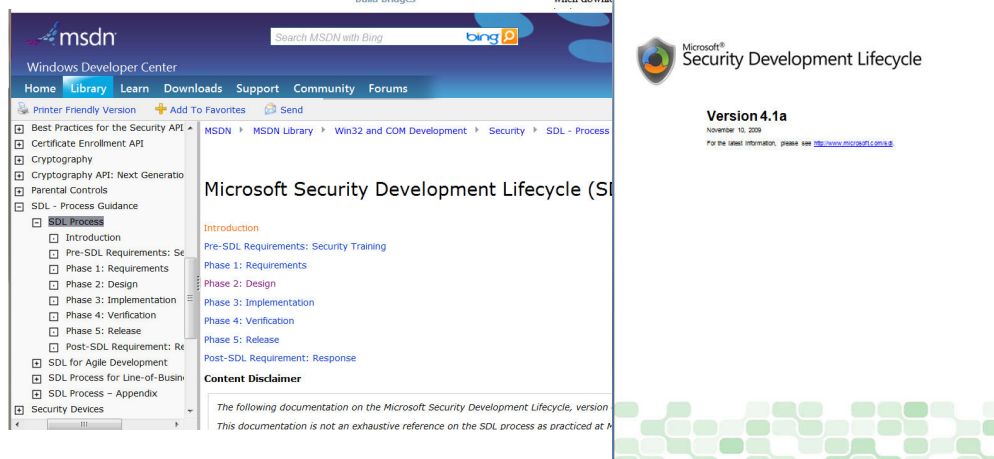 msdn
Search MSDN with Bing
bing
Windows Developer Center
Home Library Learn Downloads Support Community Forums
Printer Friendly Version Add To Favorites Send
Best Practices for the Security API
Certificate Enrollment API
Cryptography
Cryptography API: Next Generatio
Parental Controls
SDL - Process Guidance
SDL Process
Introduction
Pre-SDL Requirements: Se
Phase 1: Requirements
Phase 2: Design
Phase 3: Implementation
Phase 4: Verification
Phase 5: Release
Post-SDL Requirement: Re
SDL for Agile Development
SDL Process for Line-of-Busin
SDL Process – Appendix
Security Devices
MSDN MSDN Library Win32 and COM Development Security SDL - Process
Microsoft Security Development Lifecycle (SD
Introduction
Pre-SDL Requirements: Security Training
Phase 1: Requirements
Phase 2: Design
Phase 3: Implementation
Phase 4: Verification
Phase 5: Release
Post-SDL Requirement: Response
Content Disclaimer
The following documentation on the Microsoft Security Development Lifecycle, version
This documentation is not an exhaustive reference on the SDL process as practiced at M
Microsoft®
Security Development Lifecycle
Version 4.1a
November 10, 2009
For the latest information, please see http://www.microsoft.com/sdl.